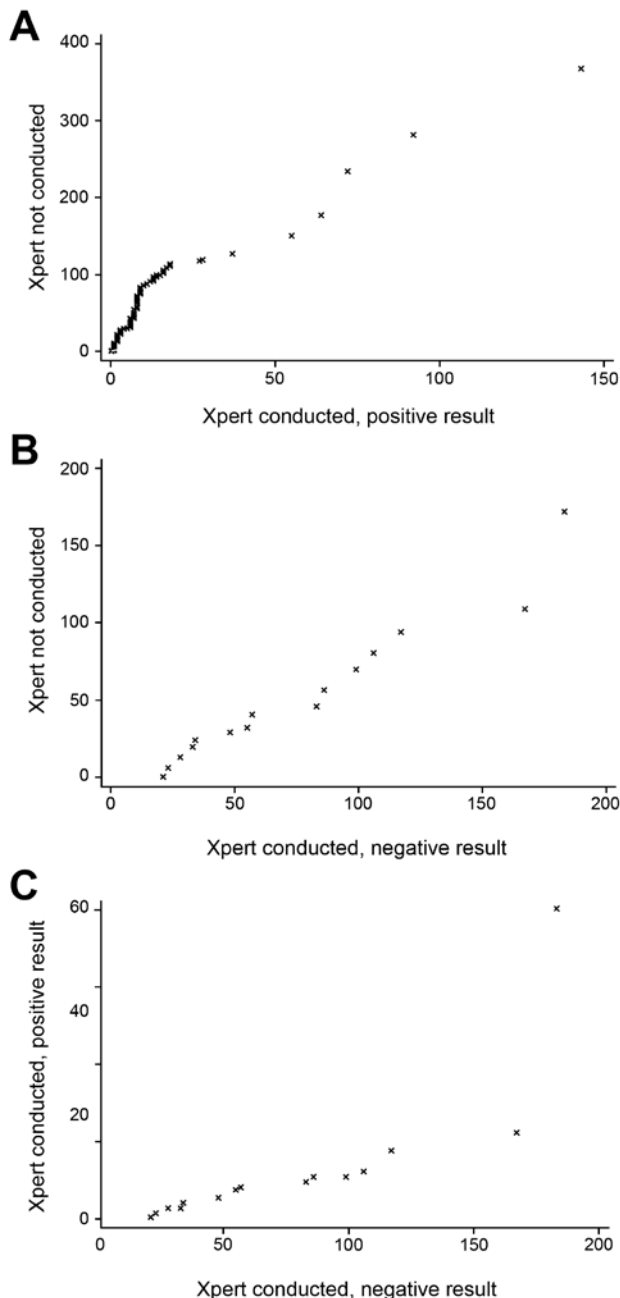 A
400
300
200
100
0
Xpert not conducted
0 50 100 150
Xpert conducted, positive result
B
200
150
100
50
0
Xpert not conducted
0 50 100 150 200
Xpert conducted, negative result
C
60
40
20
0
Xpert conducted, positive result
0 50 100 150 200
Xpert conducted, negative result